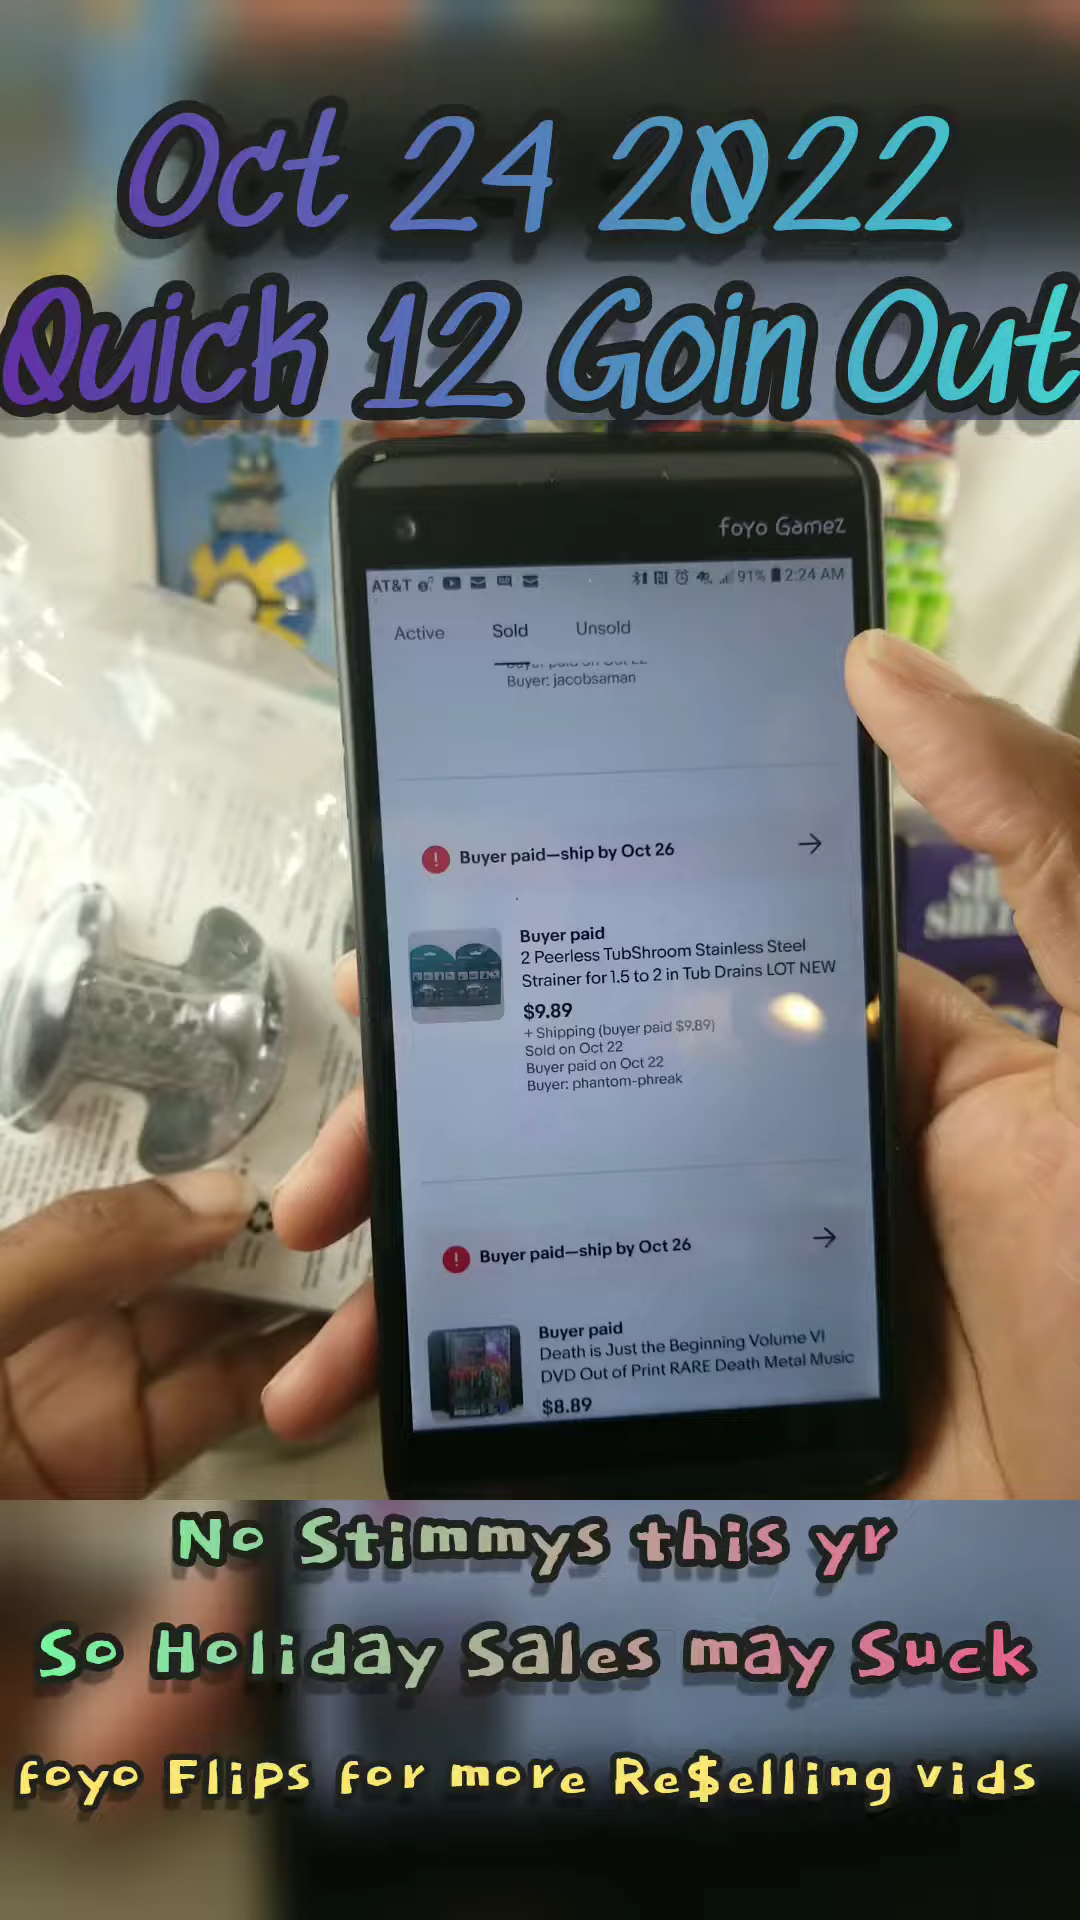 Oct 24 2022
Quick 12 Goin Out
foyo Gamez
AT&T
91% 2:24 AM
Active Sold Unsold
Buyer paid on Oct 22
Buyer: jacobsaman
Buyer paid—ship by Oct 26
Buyer paid
2 Peerless TubShroom Stainless Steel
Strainer for 1.5 to 2 in Tub Drains LOT NEW
$9.89
+ Shipping (buyer paid $9.89)
Sold on Oct 22
Buyer paid on Oct 22
Buyer: phantom-phreak
Buyer paid—ship by Oct 26
Buyer paid
Death is Just the Beginning Volume VI
DVD Out of Print RARE Death Metal Music
$8.89
No Stimmys this yr
So Holiday Sales may Suck
foyo Flips for more Re$elling vids